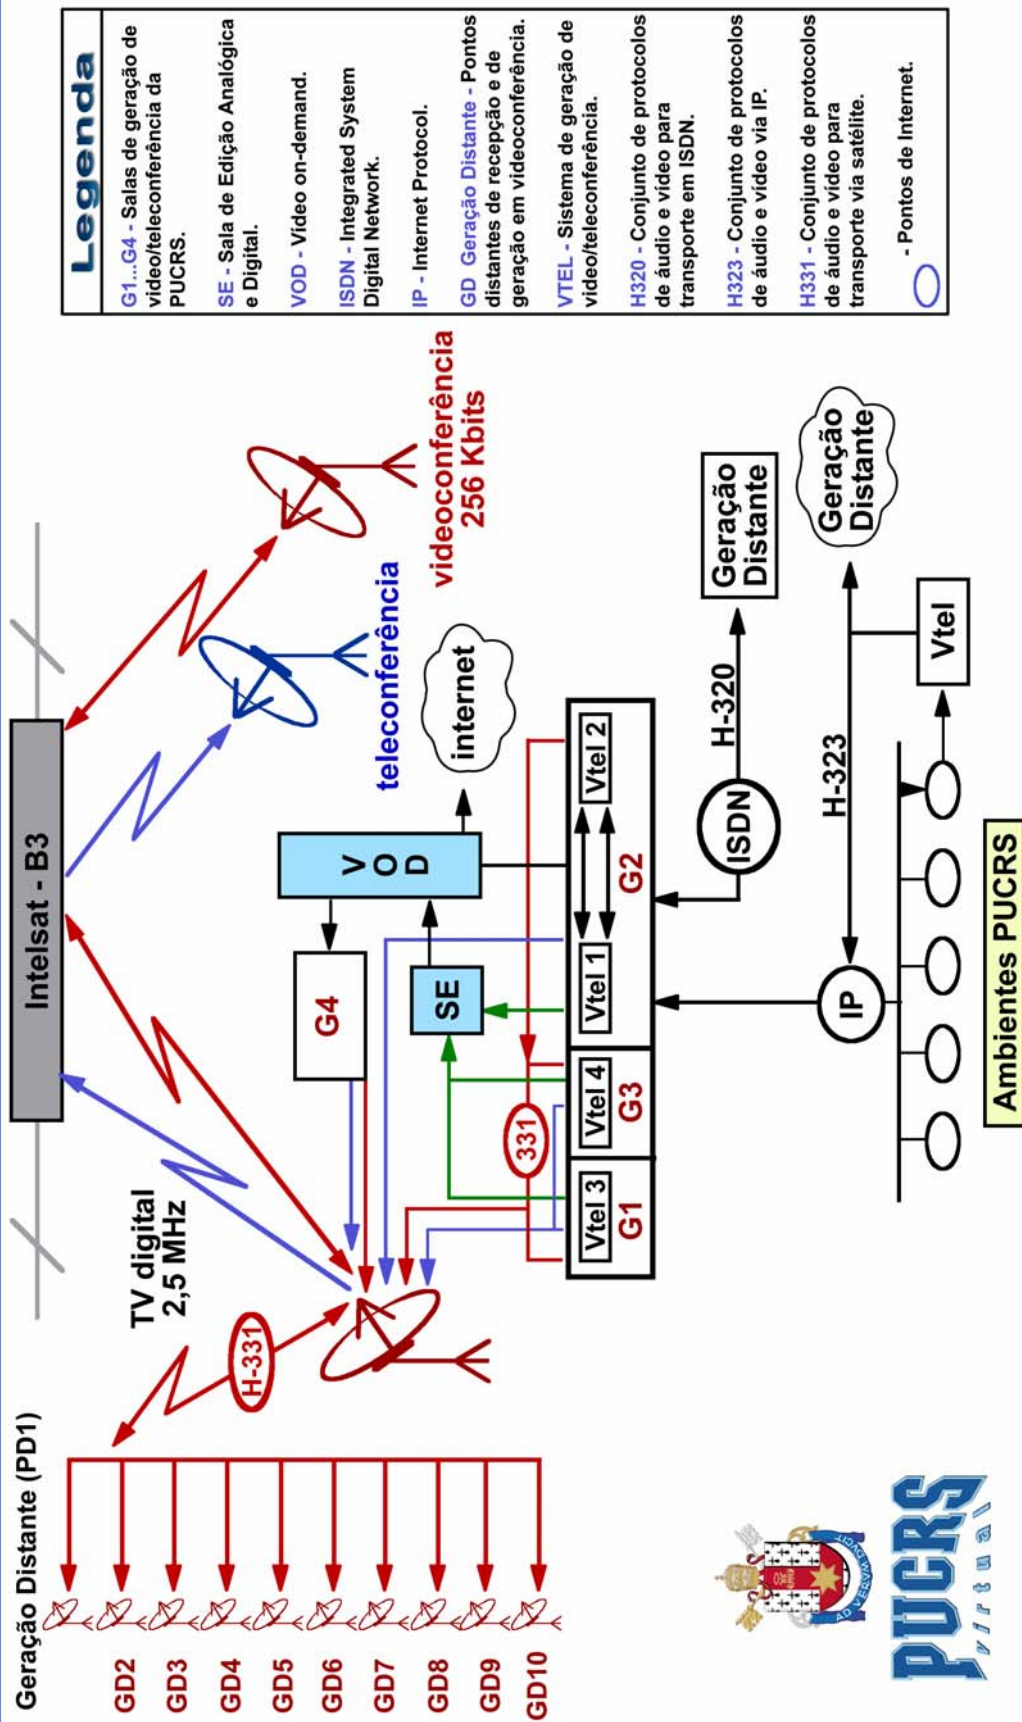 Intelsat - B3
Geração Distante (PD1)
GD2
GD3
GD4
GD5
GD6
GD7
GD8
GD9
GD10
H-331
TV digital
2,5 MHz
teleconferência
videoconferência
256 Kbits
G4
V
O
D
internet
SE
331
Vtel 3
G1
Vtel 4
G3
Vtel 1
Vtel 2
G2
ISDN
H-320
Geração
Distante
IP
H-323
Geração
Distante
Vtel
Ambientes PUCRS
AD VERVM DVCIT
PUCRS
virtual
Legenda
G1...G4 - Salas de geração de
video/teleconferência da
PUCRS.
SE - Sala de Edição Analógica
e Digital.
VOD - Video on-demand.
ISDN - Integrated System
Digital Network.
IP - Internet Protocol.
GD Geração Distante - Pontos
distantes de recepção e de
geração em videoconferência.
VTEL - Sistema de geração de
video/teleconferência.
H320 - Conjunto de protocolos
de áudio e vídeo para
transporte em ISDN.
H323 - Conjunto de protocolos
de áudio e vídeo via IP.
H331 - Conjunto de protocolos
de áudio e vídeo para
transporte via satélite.
- Pontos de Internet.